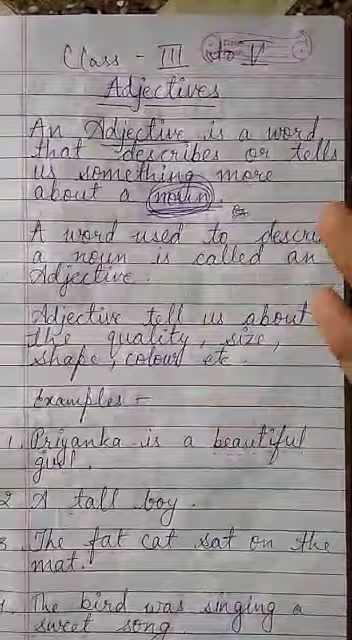 Class - III to V
Adjectives
An Adjective is a word
that describes or tells
us something more
about a noun.
A word used to
a noun is called an
Adjective.
Adjective tell us about
the quality, size,
shape, colour etc.
Examples -
1. Priyanka is a beautiful
girl.
2 A tall boy.
3 The fat cat sat on the
mat.
4. The bird was singing a
sweet song.